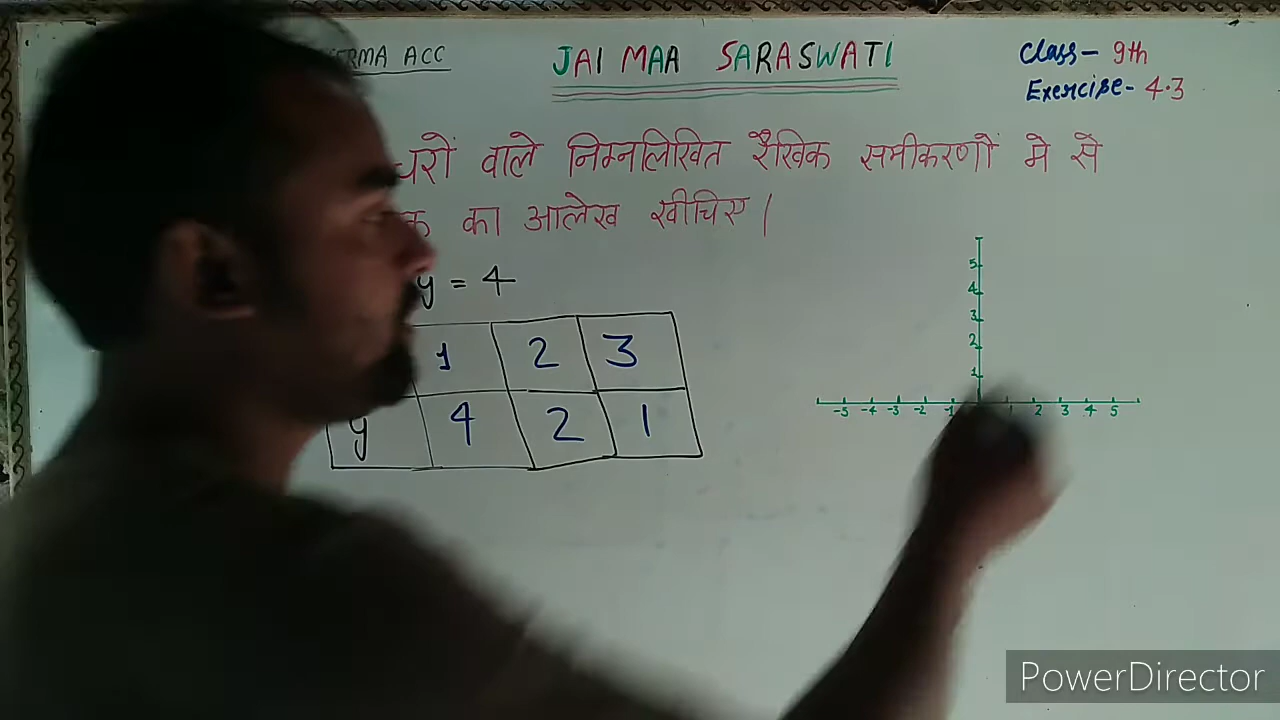 ERMA ACC
JAI MAA SARASWATI
Class- 9th
Exercise- 4.3
चरों वाले निम्नलिखित रैखिक समीकरणों मे से
का आलेख खींचिए |
y = 4
1 2 3
y 4 2 1
5
4
3
2
1
-5 -4 -3 -2 -1 1 2 3 4 5
PowerDirector